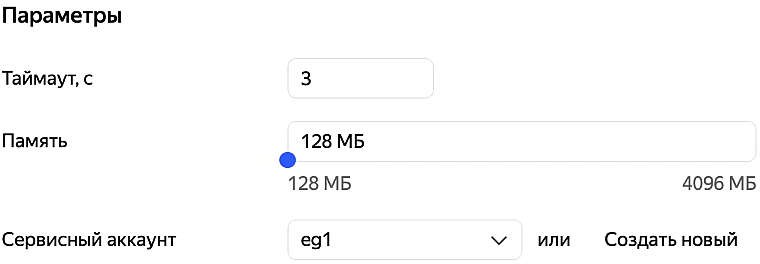 Параметры
Таймаут, с 3
Память 128 МБ
128 МБ 4096 МБ
Сервисный аккаунт eg1 или Создать новый